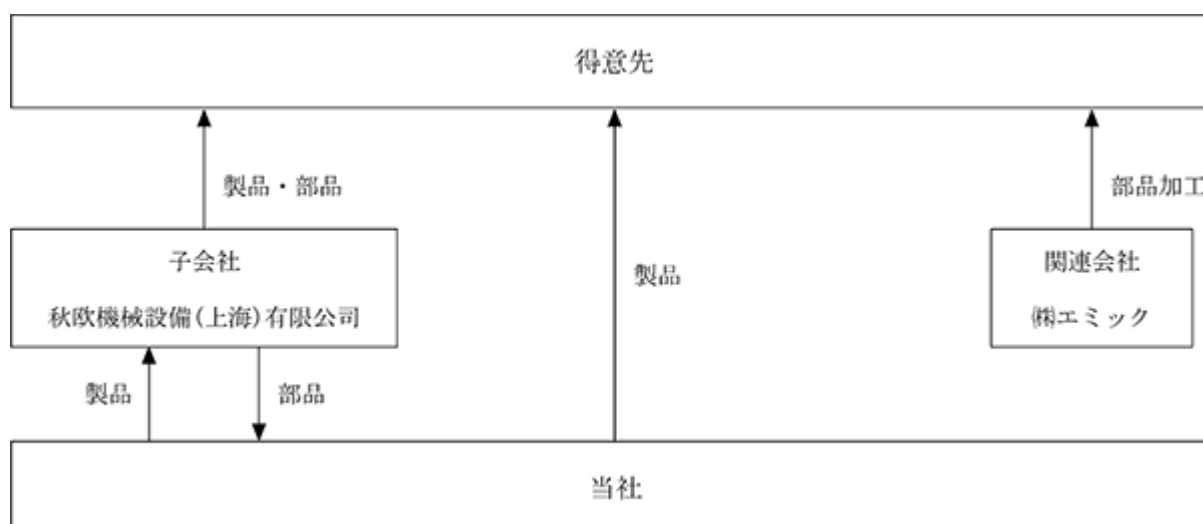 得意先
製品・部品
部品加工
子会社
秋欧機械設備(上海)有限公司
製品
関連会社
㈱エミック
製品
部品
当社